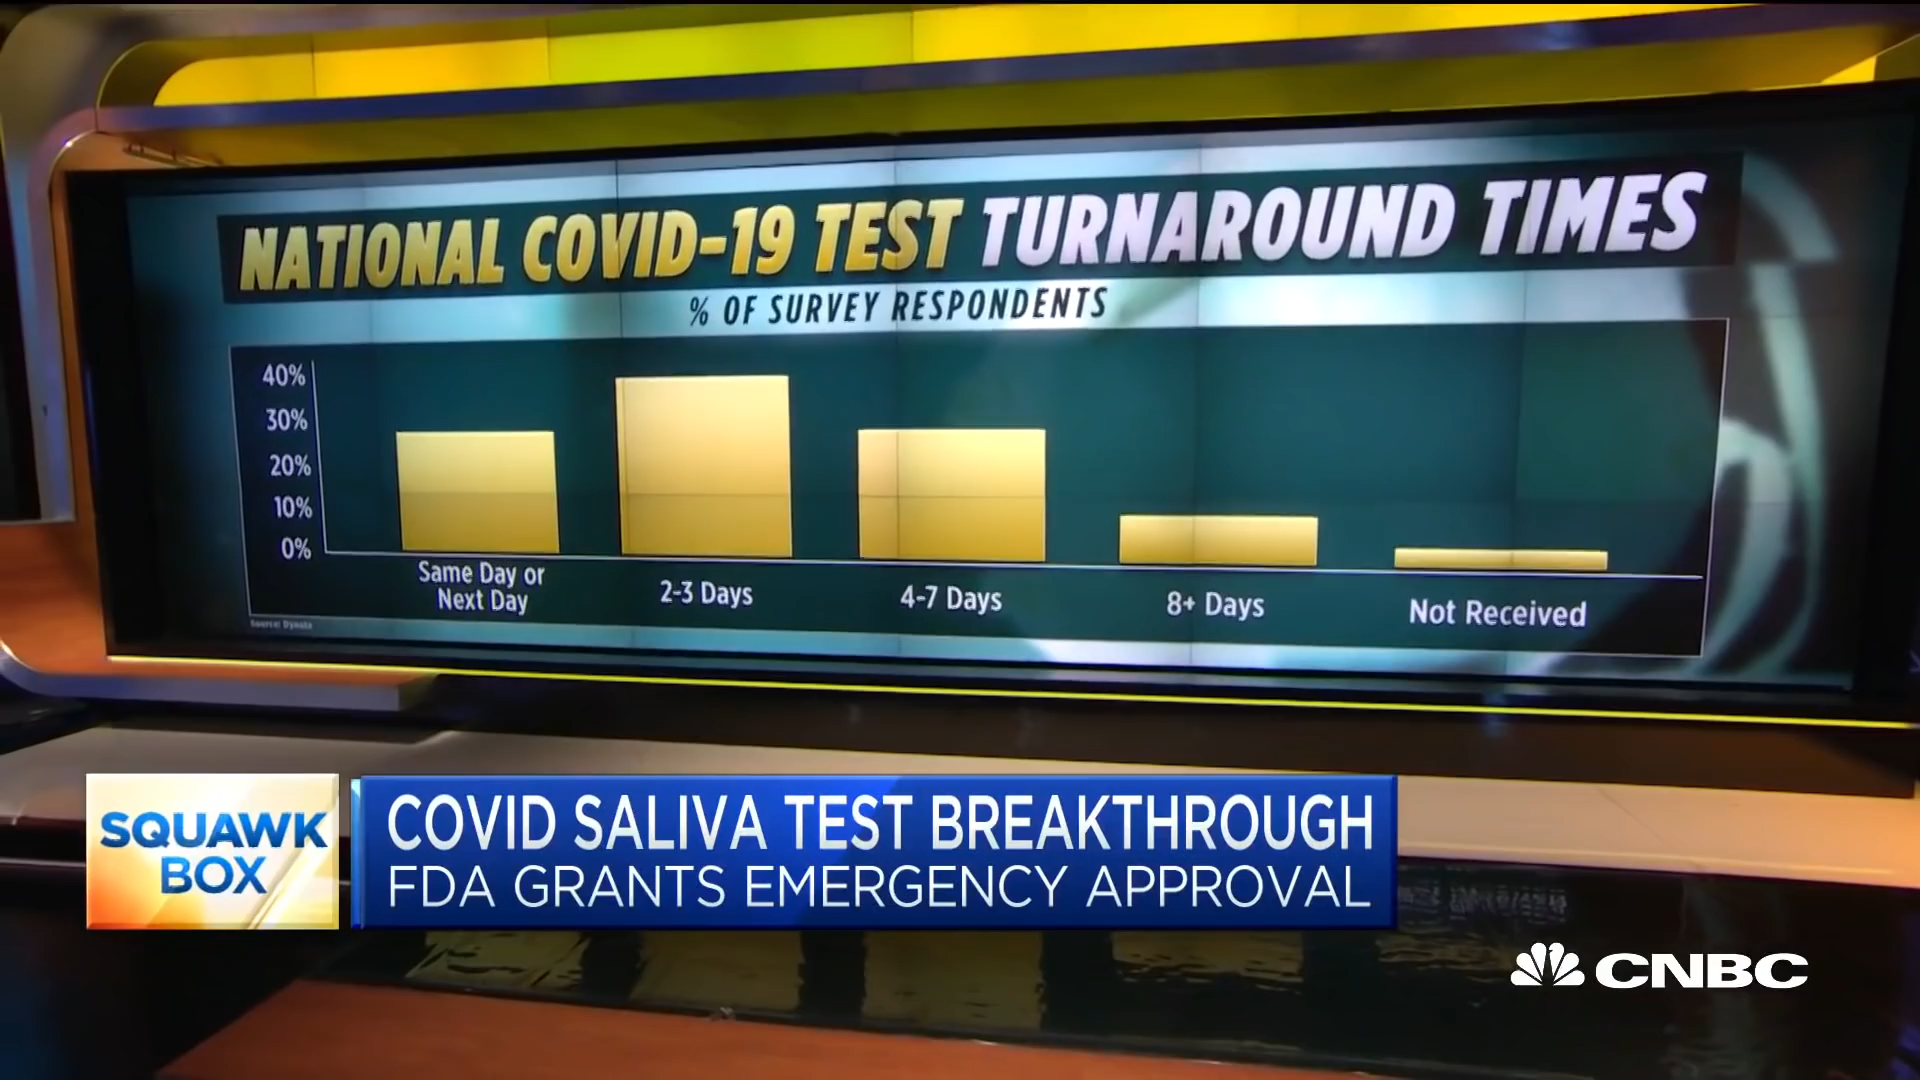 NATIONAL COVID-19 TEST TURNAROUND TIMES
% OF SURVEY RESPONDENTS
40%
30%
20%
10%
0%
Same Day or
Next Day
2-3 Days
4-7 Days
8+ Days
Not Received
Source: Dynata
SQUAWK
BOX
COVID SALIVA TEST BREAKTHROUGH
FDA GRANTS EMERGENCY APPROVAL
CNBC